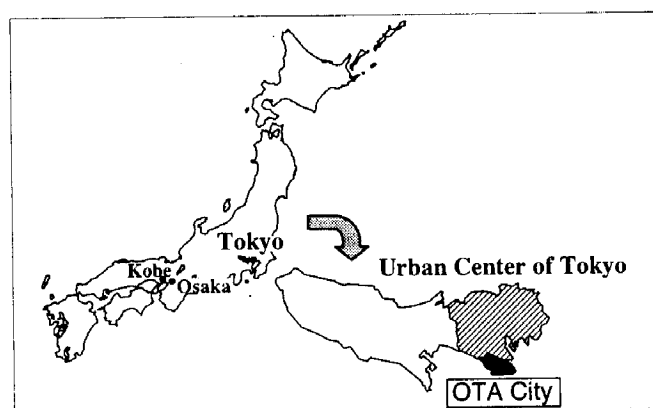 Tokyo
Kobe
Osaka
Urban Center of Tokyo
OTA City